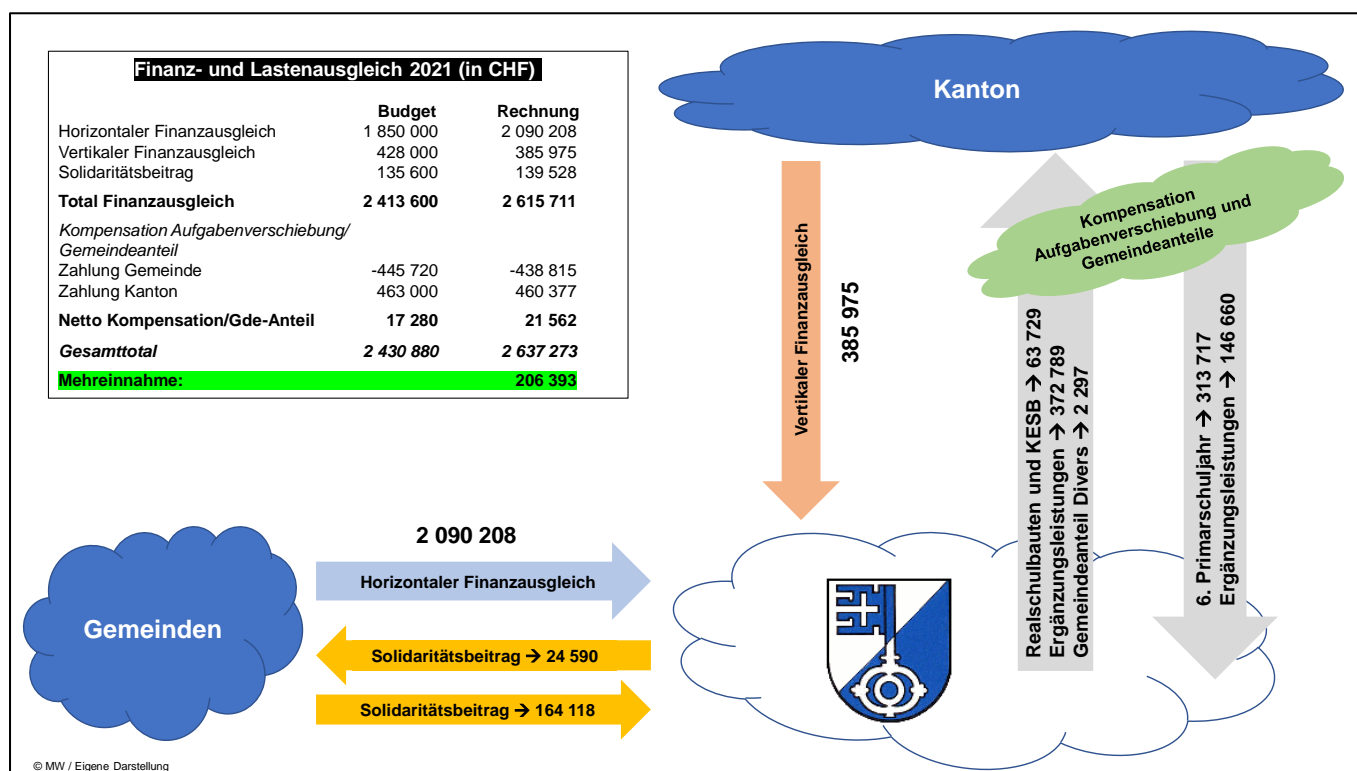 Finanz- und Lastenausgleich 2021 (in CHF)
Budget Rechnung
Horizontaler Finanzausgleich 1 850 000 2 090 208
Vertikaler Finanzausgleich 428 000 385 975
Solidaritätsbeitrag 135 600 139 528
Total Finanzausgleich 2 413 600 2 615 711
Kompensation Aufgabenverschiebung/
Gemeindeanteil
Zahlung Gemeinde -445 720 -438 815
Zahlung Kanton 463 000 460 377
Netto Kompensation/Gde-Anteil 17 280 21 562
Gesamttotal 2 430 880 2 637 273
Mehreinnahme: 206 393
Kanton
Kompensation
Aufgabenverschiebung und
Gemeindeanteile
Vertikaler Finanzausgleich
385 975
Realschulbauten und KESB → 63 729
Ergänzungsleistungen → 372 789
Gemeindeanteil Divers → 2 297
6. Primarschuljahr → 313 717
Ergänzungsleistungen → 146 660
2 090 208
Horizontaler Finanzausgleich
Gemeinden
Solidaritätsbeitrag → 24 590
Solidaritätsbeitrag → 164 118
© MW / Eigene Darstellung